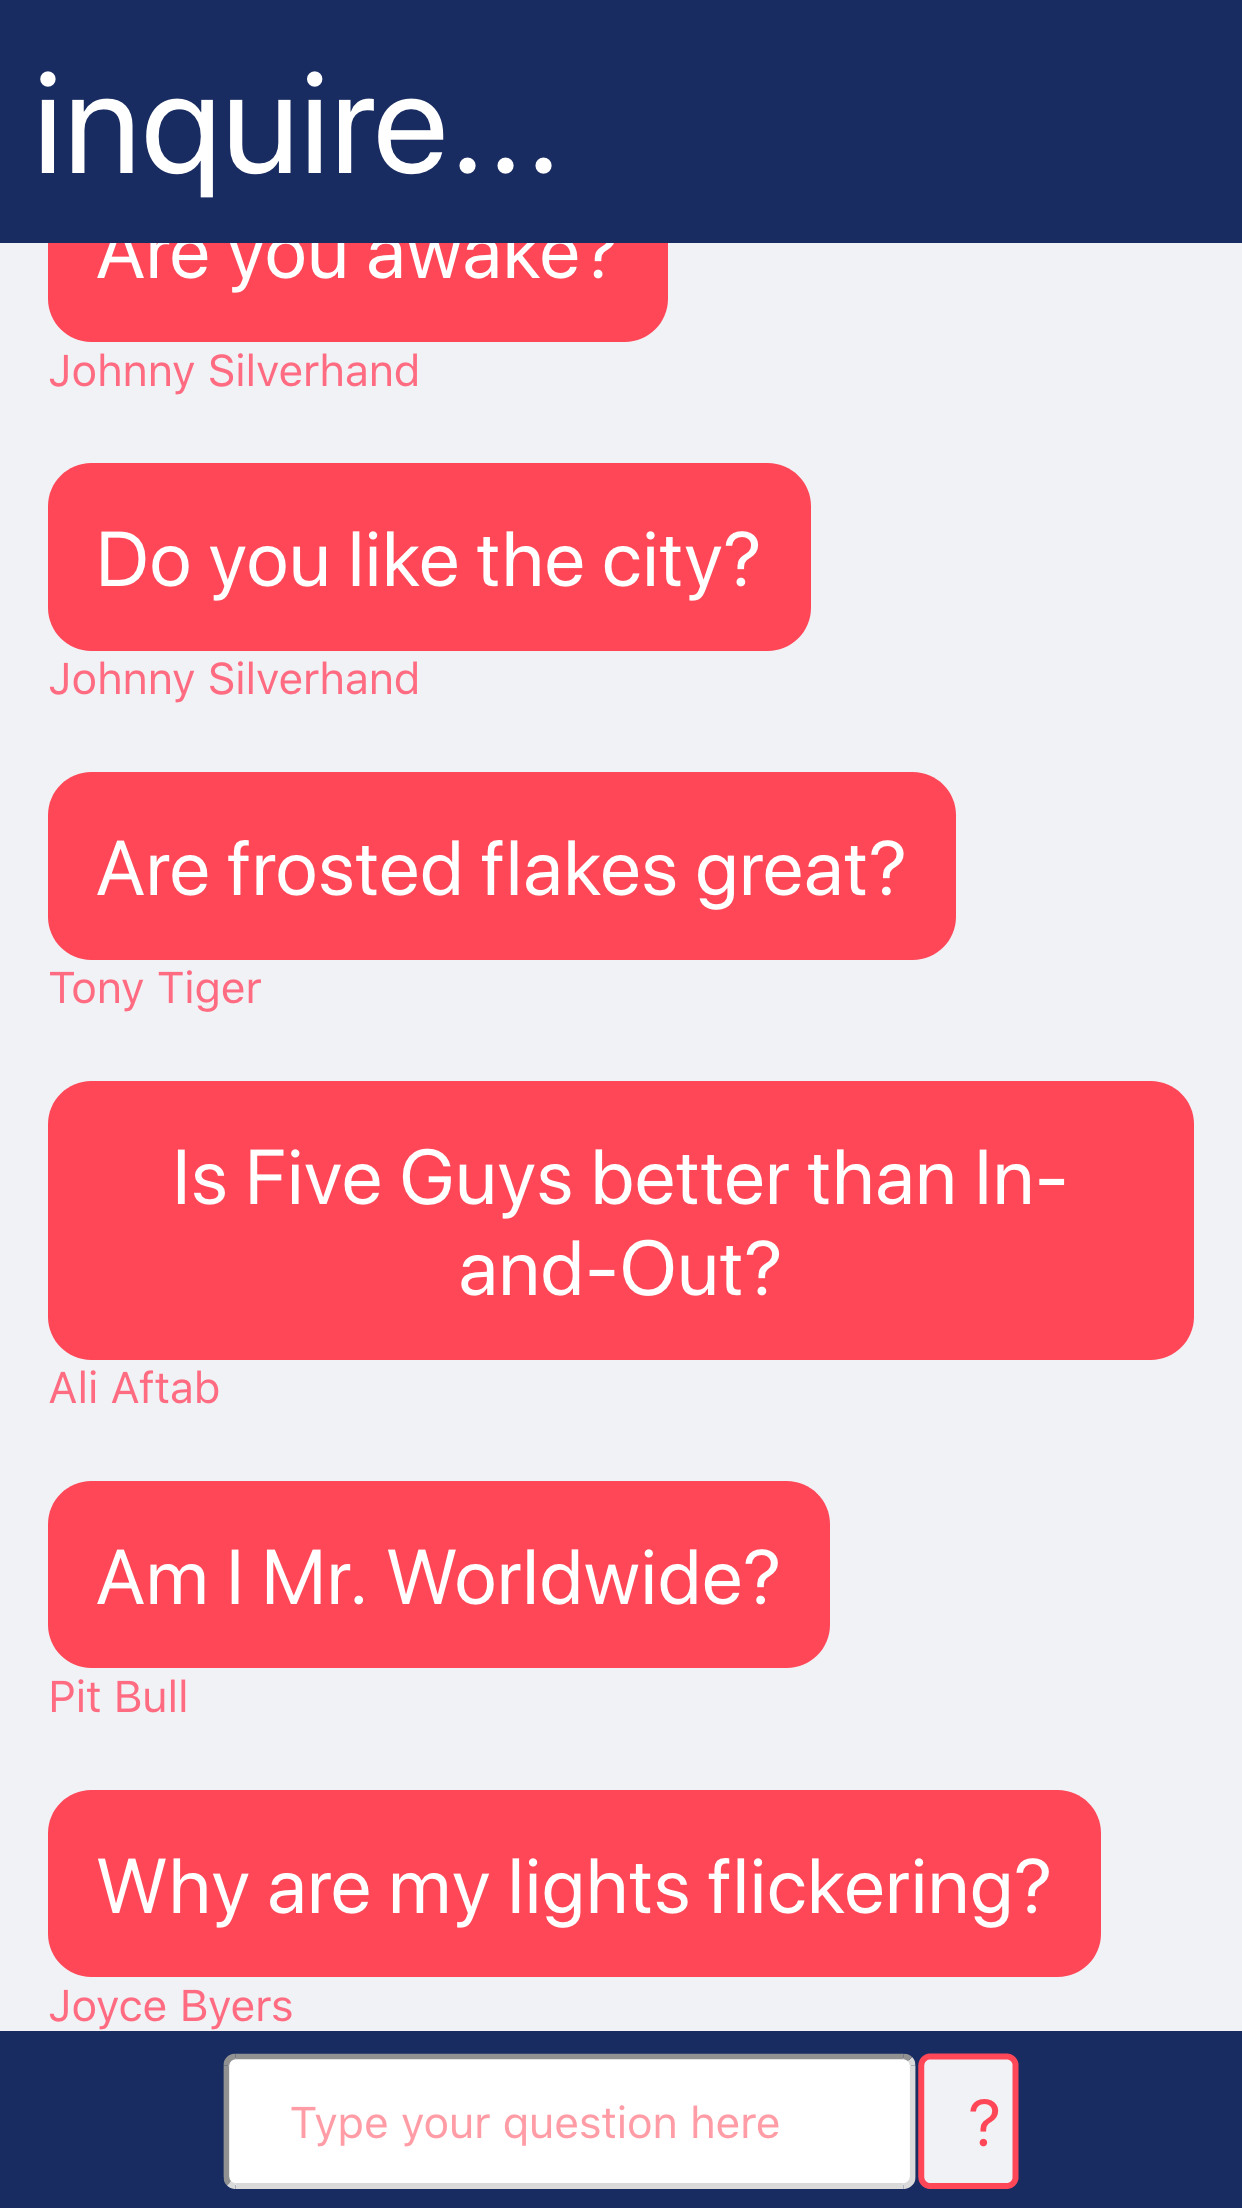 inquire...
Are you awake?
Johnny Silverhand
Do you like the city?
Johnny Silverhand
Are frosted flakes great?
Tony Tiger
Is Five Guys better than In-
and-Out?
Ali Aftab
Am I Mr. Worldwide?
Pit Bull
Why are my lights flickering?
Joyce Byers
Type your question here
?